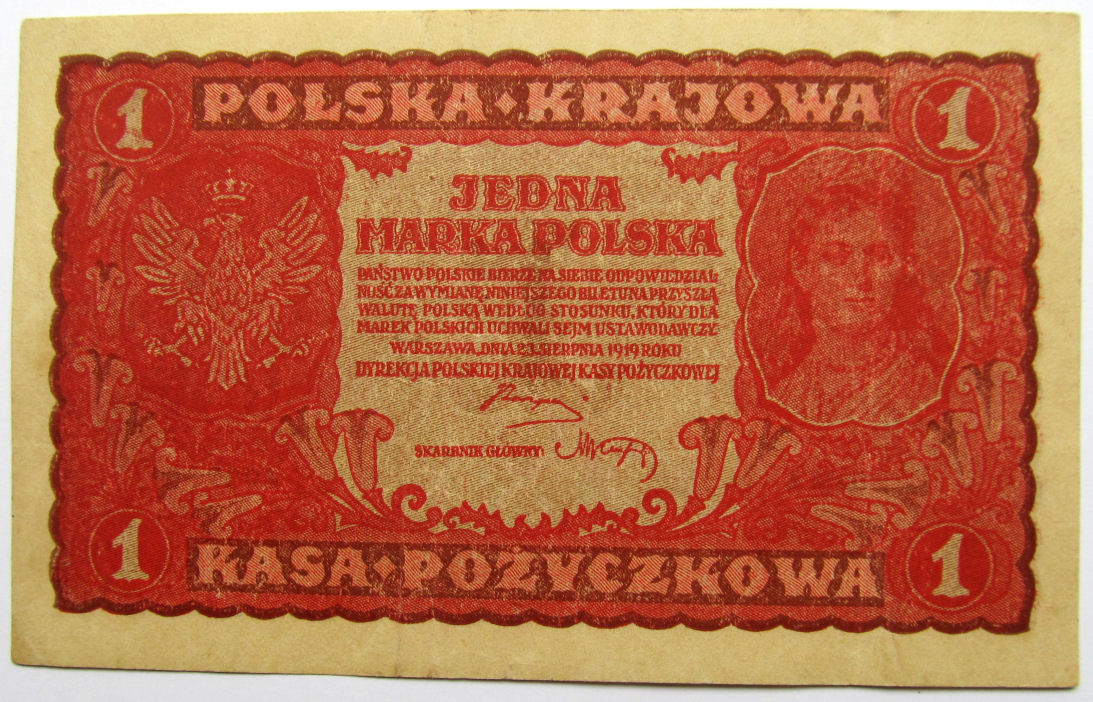 1 POLSKA·KRAJOWA 1
JEDNA
MARKA POLSKA
PAŃSTWO POLSKIE BIERZE NA SIEBIE ODPOWIEDZIAL
NOŚĆ ZA WYMIANĘ NINIEJSZEGO BILETU NA PRZYSZŁĄ
WALUTĘ POLSKĄ WEDŁUG STOSUNKU, KTÓRY DLA
MAREK POLSKICH UCHWALI SEJM USTAWODAWCZY.
WARSZAWA, DNIA 23. SIERPNIA 1919 ROKU
DYREKCJA POLSKIEJ KRAJOWEJ KASY POŻYCZKOWEJ
SKARBNIK GŁÓWNY:
1 KASA·POŻYCZKOWA 1